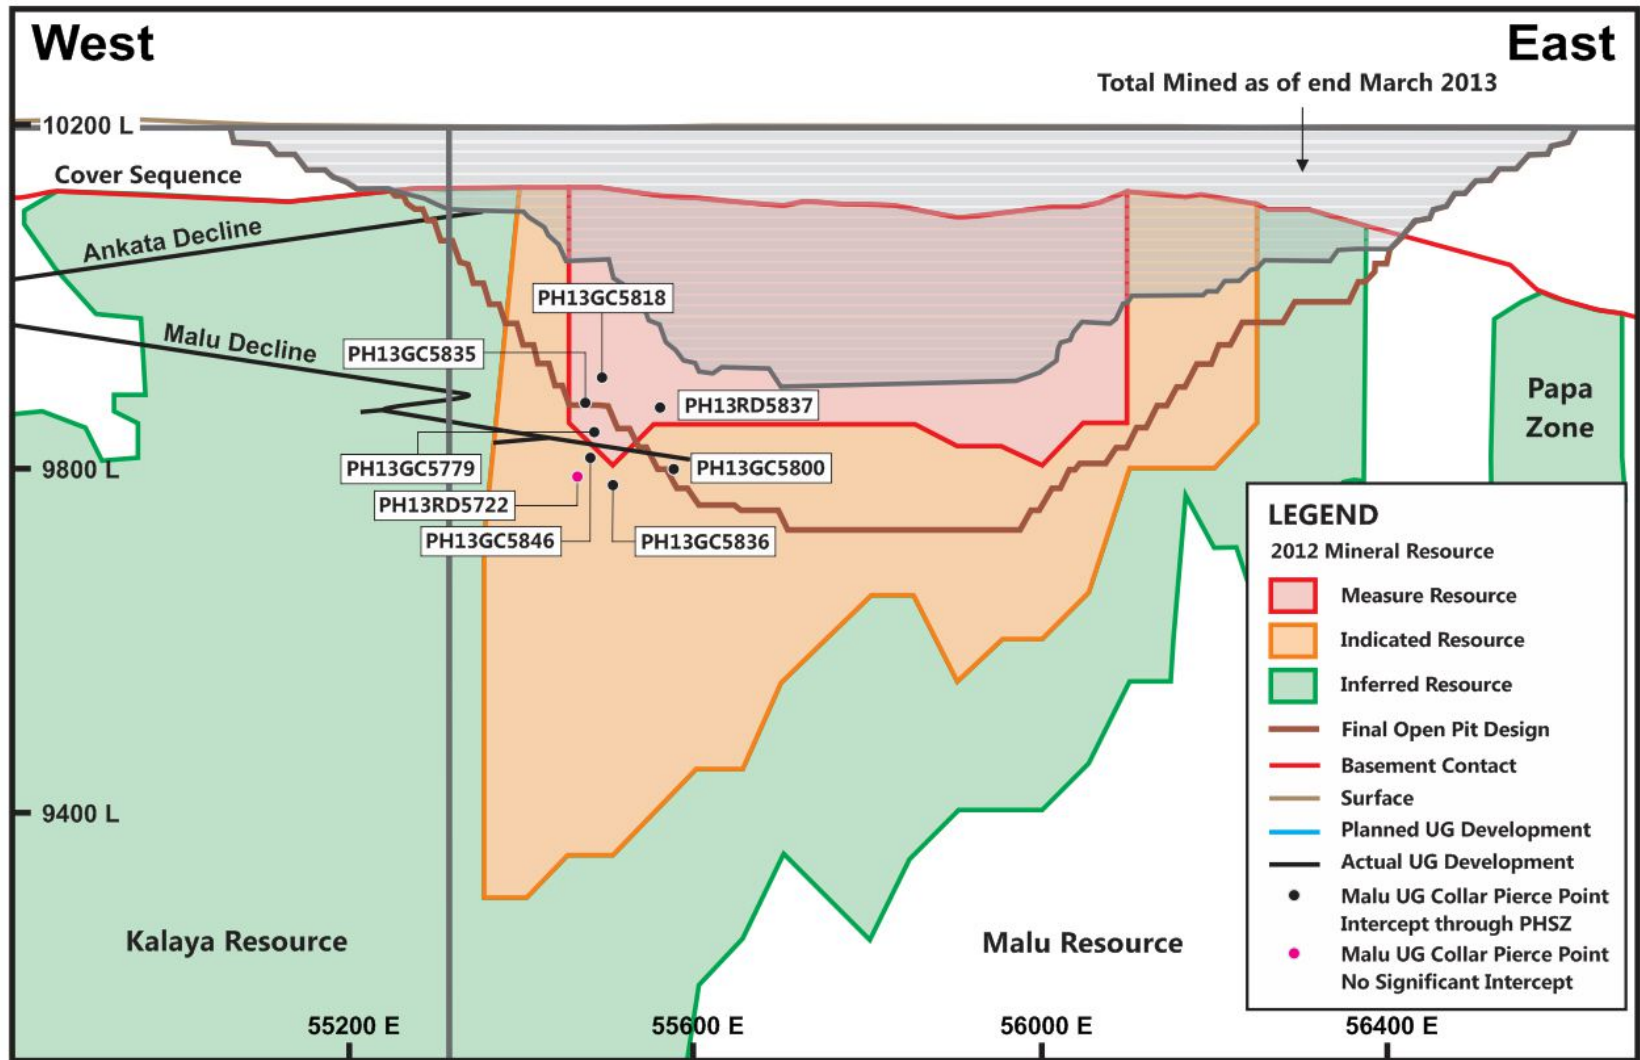 West
East
Total Mined as of end March 2013
10200 L
Cover Sequence
Ankata Decline
PH13GC5818
Malu Decline
PH13GC5835
PH13RD5837
Papa
Zone
PH13GC5779
PH13GC5800
9800 L
PH13RD5722
PH13GC5846
PH13GC5836
LEGEND
2012 Mineral Resource
Measure Resource
Indicated Resource
Inferred Resource
Final Open Pit Design
Basement Contact
Surface
Planned UG Development
Actual UG Development
Malu UG Collar Pierce Point
Intercept through PHSZ
Malu UG Collar Pierce Point
No Significant Intercept
9400 L
Kalaya Resource
Malu Resource
55200 E
55600 E
56000 E
56400 E